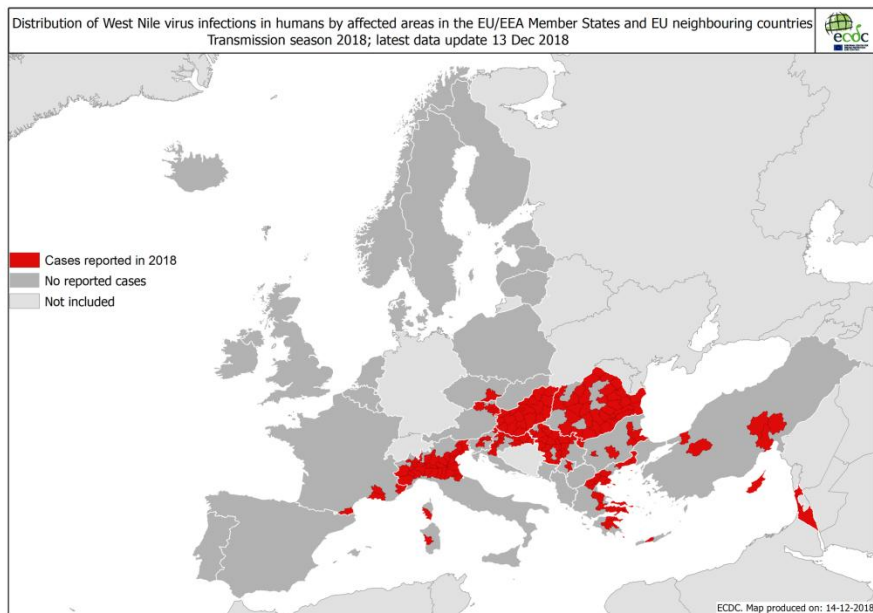 Distribution of West Nile virus infections in humans by affected areas in the EU/EEA Member States and EU neighbouring countries
Transmission season 2018; latest data update 13 Dec 2018
ecdc
Cases reported in 2018
No reported cases
Not included
ECDC. Map produced on: 14-12-2018